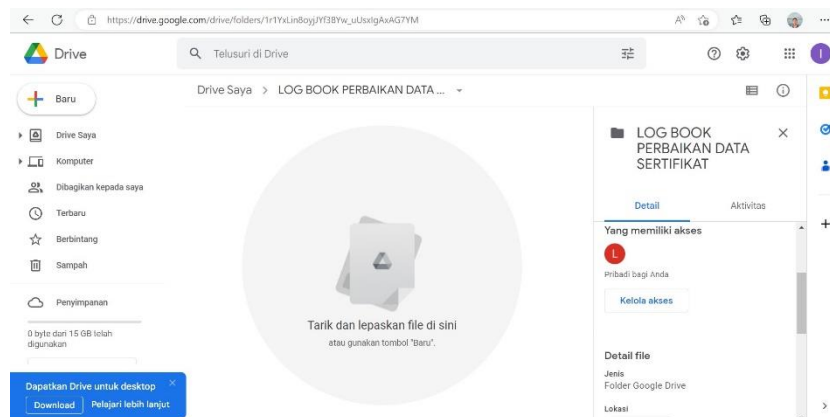 https://drive.google.com/drive/folders/1r1YxLin8oyjJYf38Yw_uUsxIgAxAG7YM
Drive
Telusuri di Drive
Baru
Drive Saya > LOG BOOK PERBAIKAN DATA ...
Drive Saya
Komputer
Dibagikan kepada saya
Terbaru
Berbintang
Sampah
Penyimpanan
0 byte dari 15 GB telah
digunakan
Dapatkan Drive untuk desktop
Download Pelajari lebih lanjut
Tarik dan lepaskan file di sini
atau gunakan tombol "Baru".
LOG BOOK
PERBAIKAN DATA
SERTIFIKAT
Detail Aktivitas
Yang memiliki akses
L
Pribadi bagi Anda
Kelola akses
Detail file
Jenis
Folder Google Drive
Lokasi